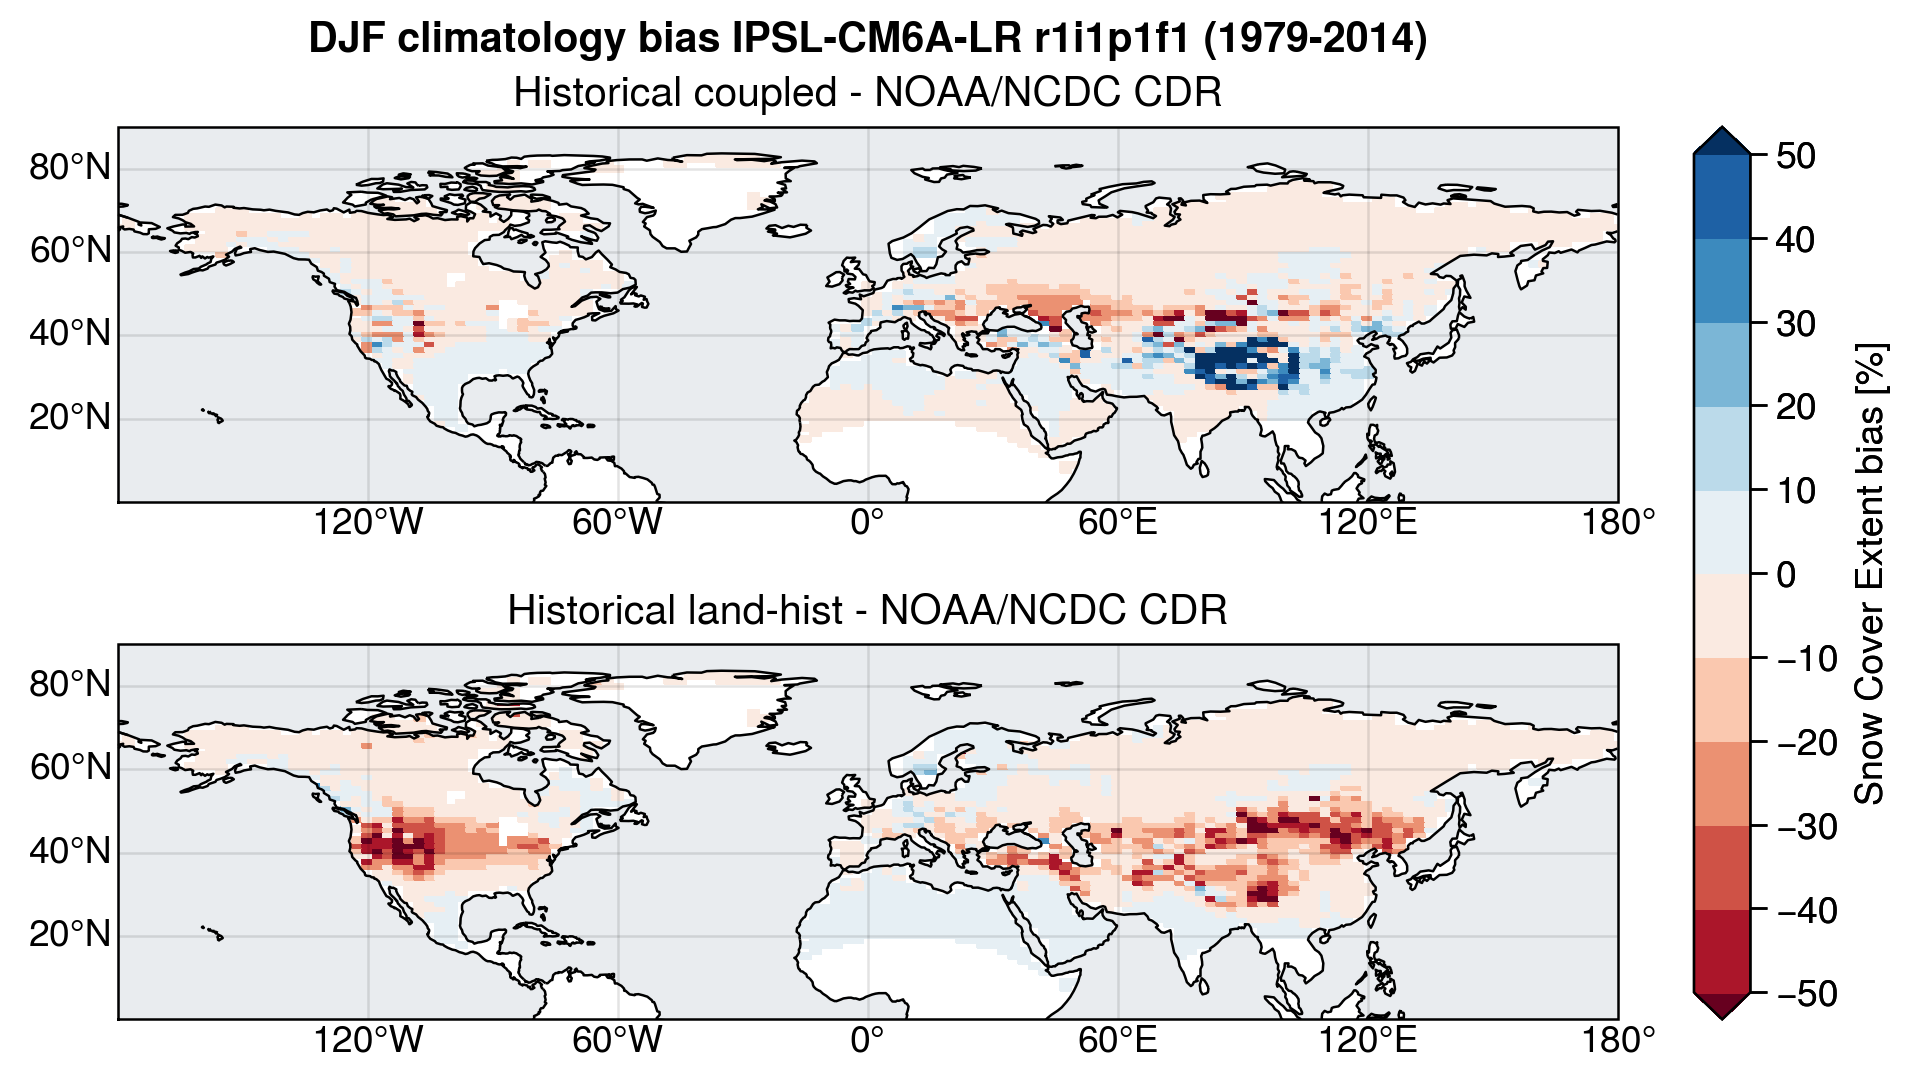 DJF climatology bias IPSL-CM6A-LR r1i1p1f1 (1979-2014)
Historical coupled - NOAA/NCDC CDR
80°N
60°N
40°N
20°N
120°W 60°W 0° 60°E 120°E 180°
Historical land-hist - NOAA/NCDC CDR
80°N
60°N
40°N
20°N
120°W 60°W 0° 60°E 120°E 180°
50
40
30
20
10
0
−10
−20
−30
−40
−50
Snow Cover Extent bias [%]